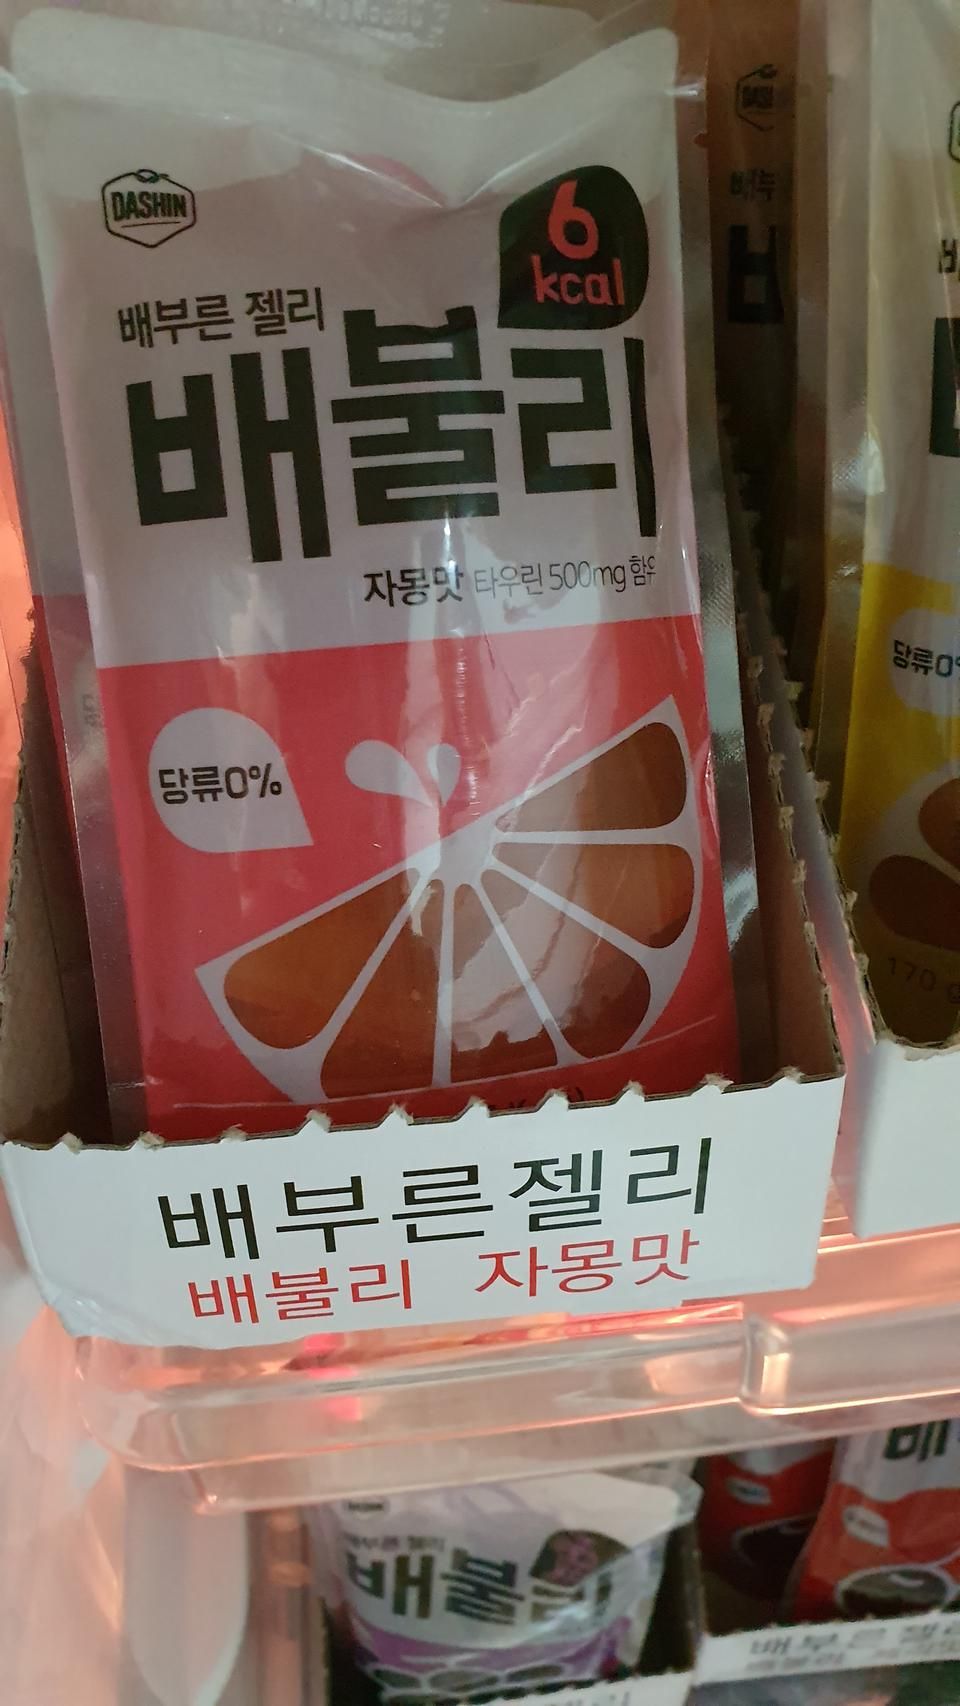 DASHIN
6
kcal
배부른 젤리
배불리
자몽맛 타우린 500mg 함유
당류0%
배부른젤리
배불리 자몽맛
당류0%
170 g
배부른 젤리
배불리